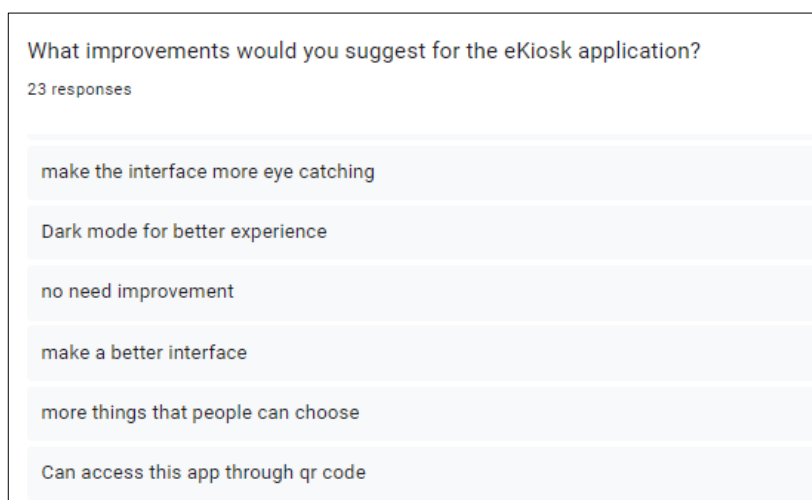 What improvements would you suggest for the eKiosk application?
23 responses
make the interface more eye catching
Dark mode for better experience
no need improvement
make a better interface
more things that people can choose
Can access this app through qr code